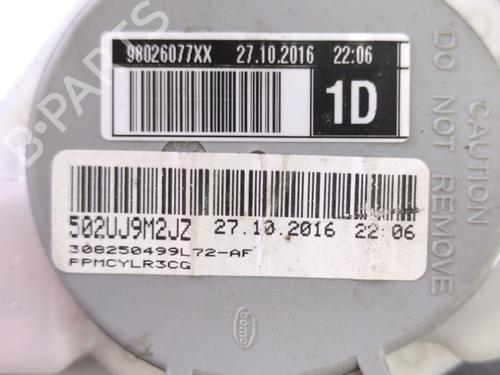 98026077XX 27.10.2016 22:06
1D
502UJ9M2JZ 27.10.2016 22:06
308250499L72-AF
FPMCYLR3CG
CAUTION
DO NOT REMOVE
bomo
B-PARTS